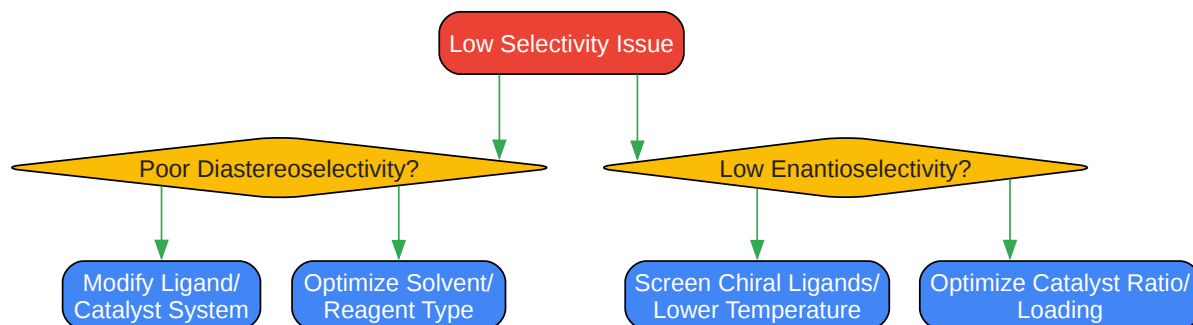 Low Selectivity Issue
Poor Diastereoselectivity?
Low Enantioselectivity?
Modify Ligand/
Catalyst System
Optimize Solvent/
Reagent Type
Screen Chiral Ligands/
Lower Temperature
Optimize Catalyst Ratio/
Loading